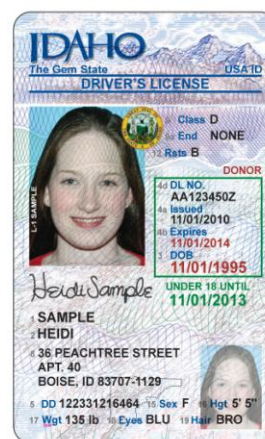 IDAHO
The Gem State USA ID
DRIVER'S LICENSE
9 Class D
9a End NONE
12 Rsts B
DONOR
4d DL NO.
AA123450Z
4a Issued
11/01/2010
4b Expires
11/01/2014
3 DOB
11/01/1995
UNDER 18 UNTIL
11/01/2013
L-1 SAMPLE
Heidi Sample
1 SAMPLE
2 HEIDI
8 36 PEACHTREE STREET
APT. 40
BOISE, ID 83707-1129
5 DD 122331216464 15 Sex F 16 Hgt 5' 5"
17 Wgt 135 lb 18 Eyes BLU 19 Hair BRO